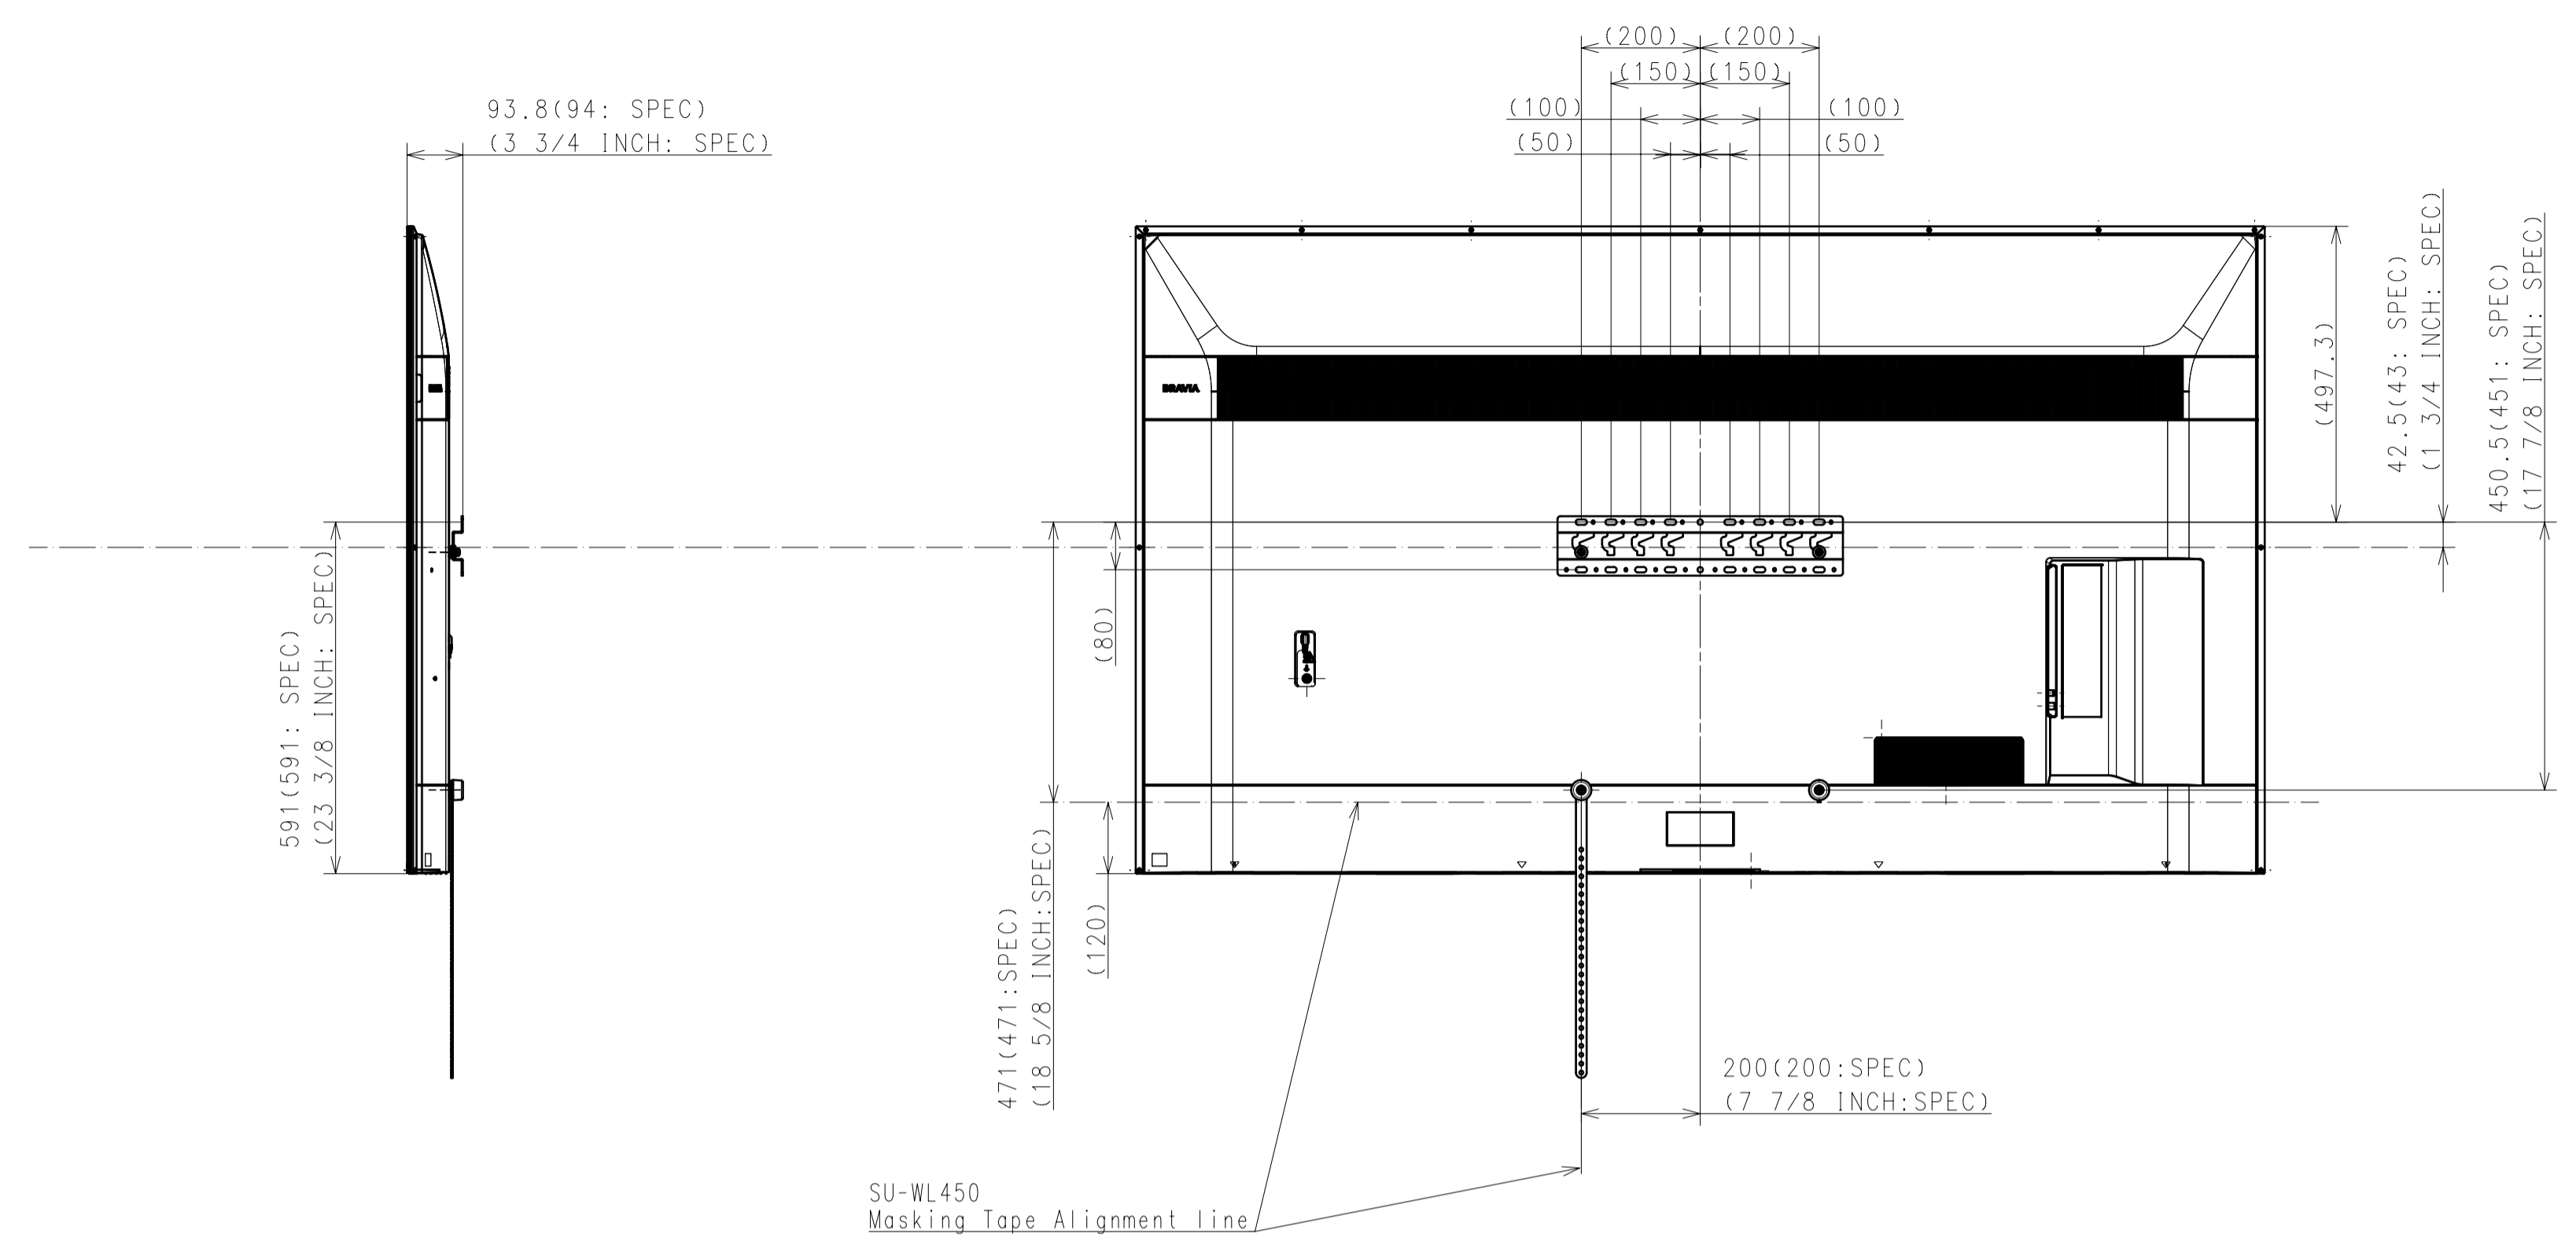 (200) (200)
(150) (150)
(100) (100)
(50) (50)
93.8(94: SPEC)
(3 3/4 INCH: SPEC)
(497.3)
42.5(43: SPEC)
(1 3/4 INCH: SPEC)
450.5(451: SPEC)
(17 7/8 INCH: SPEC)
BRAVIA
591(591: SPEC)
(23 3/8 INCH: SPEC)
(80)
471(471:SPEC)
(18 5/8 INCH:SPEC)
(120)
200(200:SPEC)
(7 7/8 INCH:SPEC)
SU-WL450
Masking Tape Alignment line